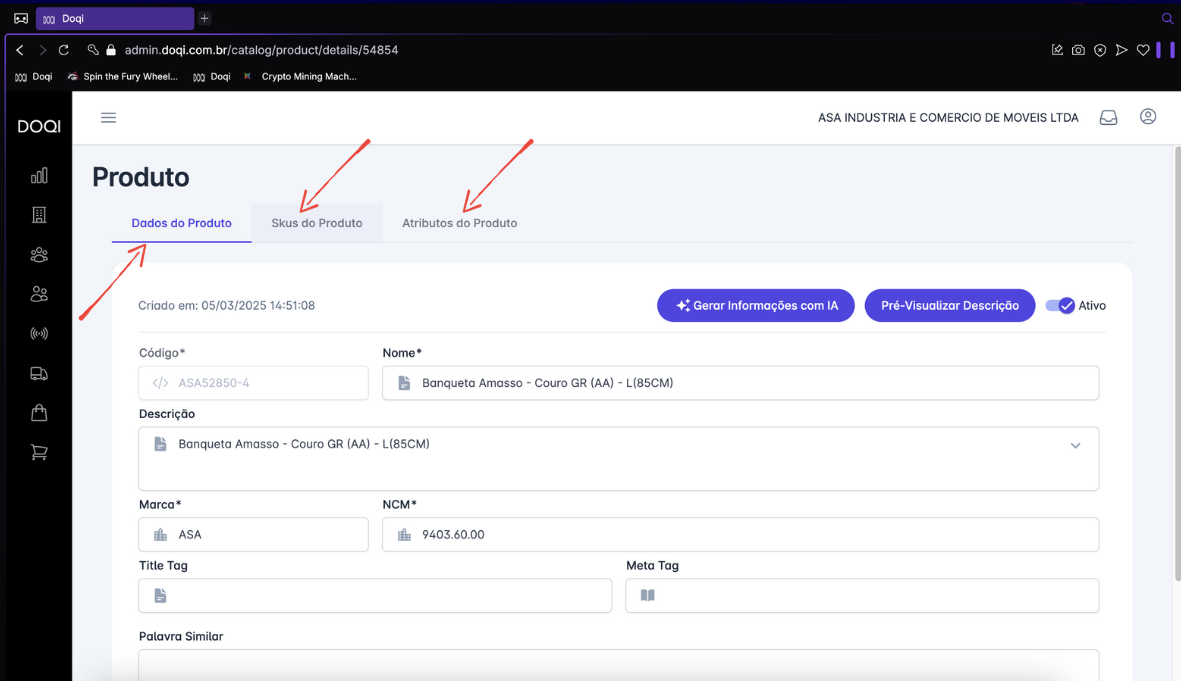 Doqi
admin.doqi.com.br/catalog/product/details/54854
Doqi Spin the Fury Wheel... Doqi Crypto Mining Mach...
DOQI
ASA INDUSTRIA E COMERCIO DE MOVEIS LTDA
Produto
Dados do Produto Skus do Produto Atributos do Produto
Criado em: 05/03/2025 14:51:08 Gerar Informações com IA Pré-Visualizar Descrição Ativo
Código* Nome*
ASA52850-4 Banqueta Amasso - Couro GR (AA) - L(85CM)
Descrição
Banqueta Amasso - Couro GR (AA) - L(85CM)
Marca* NCM*
ASA 9403.60.00
Title Tag Meta Tag
Palavra Similar